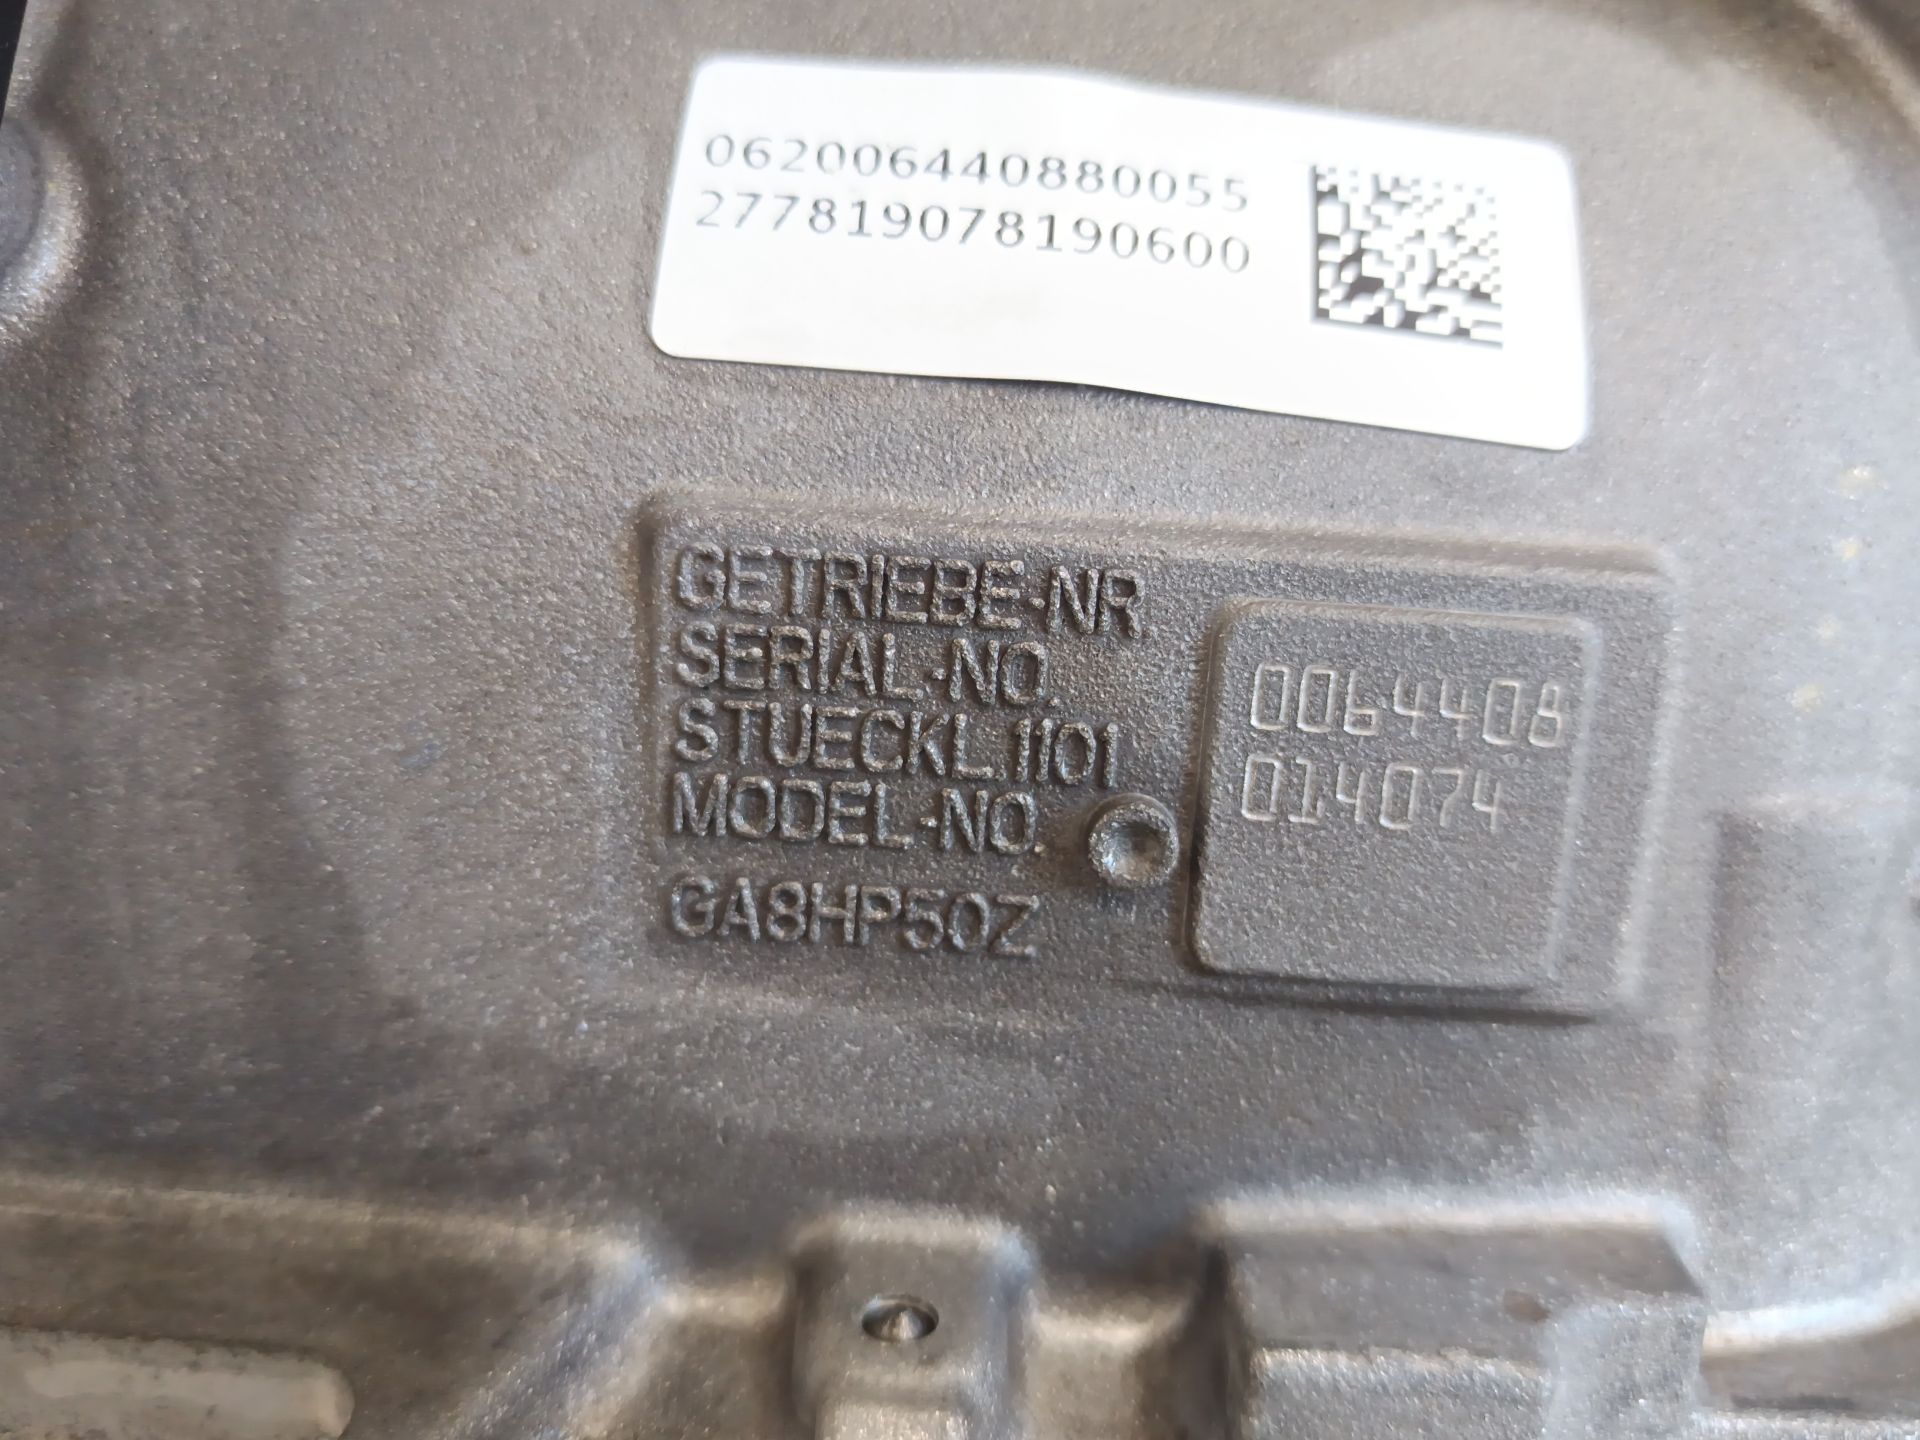 062006440880055
277819078190600
GETRIEBE-NR.
SERIAL-NO.
0064408
STUECKL.1101
014074
MODEL-NO.
GA8HP50Z